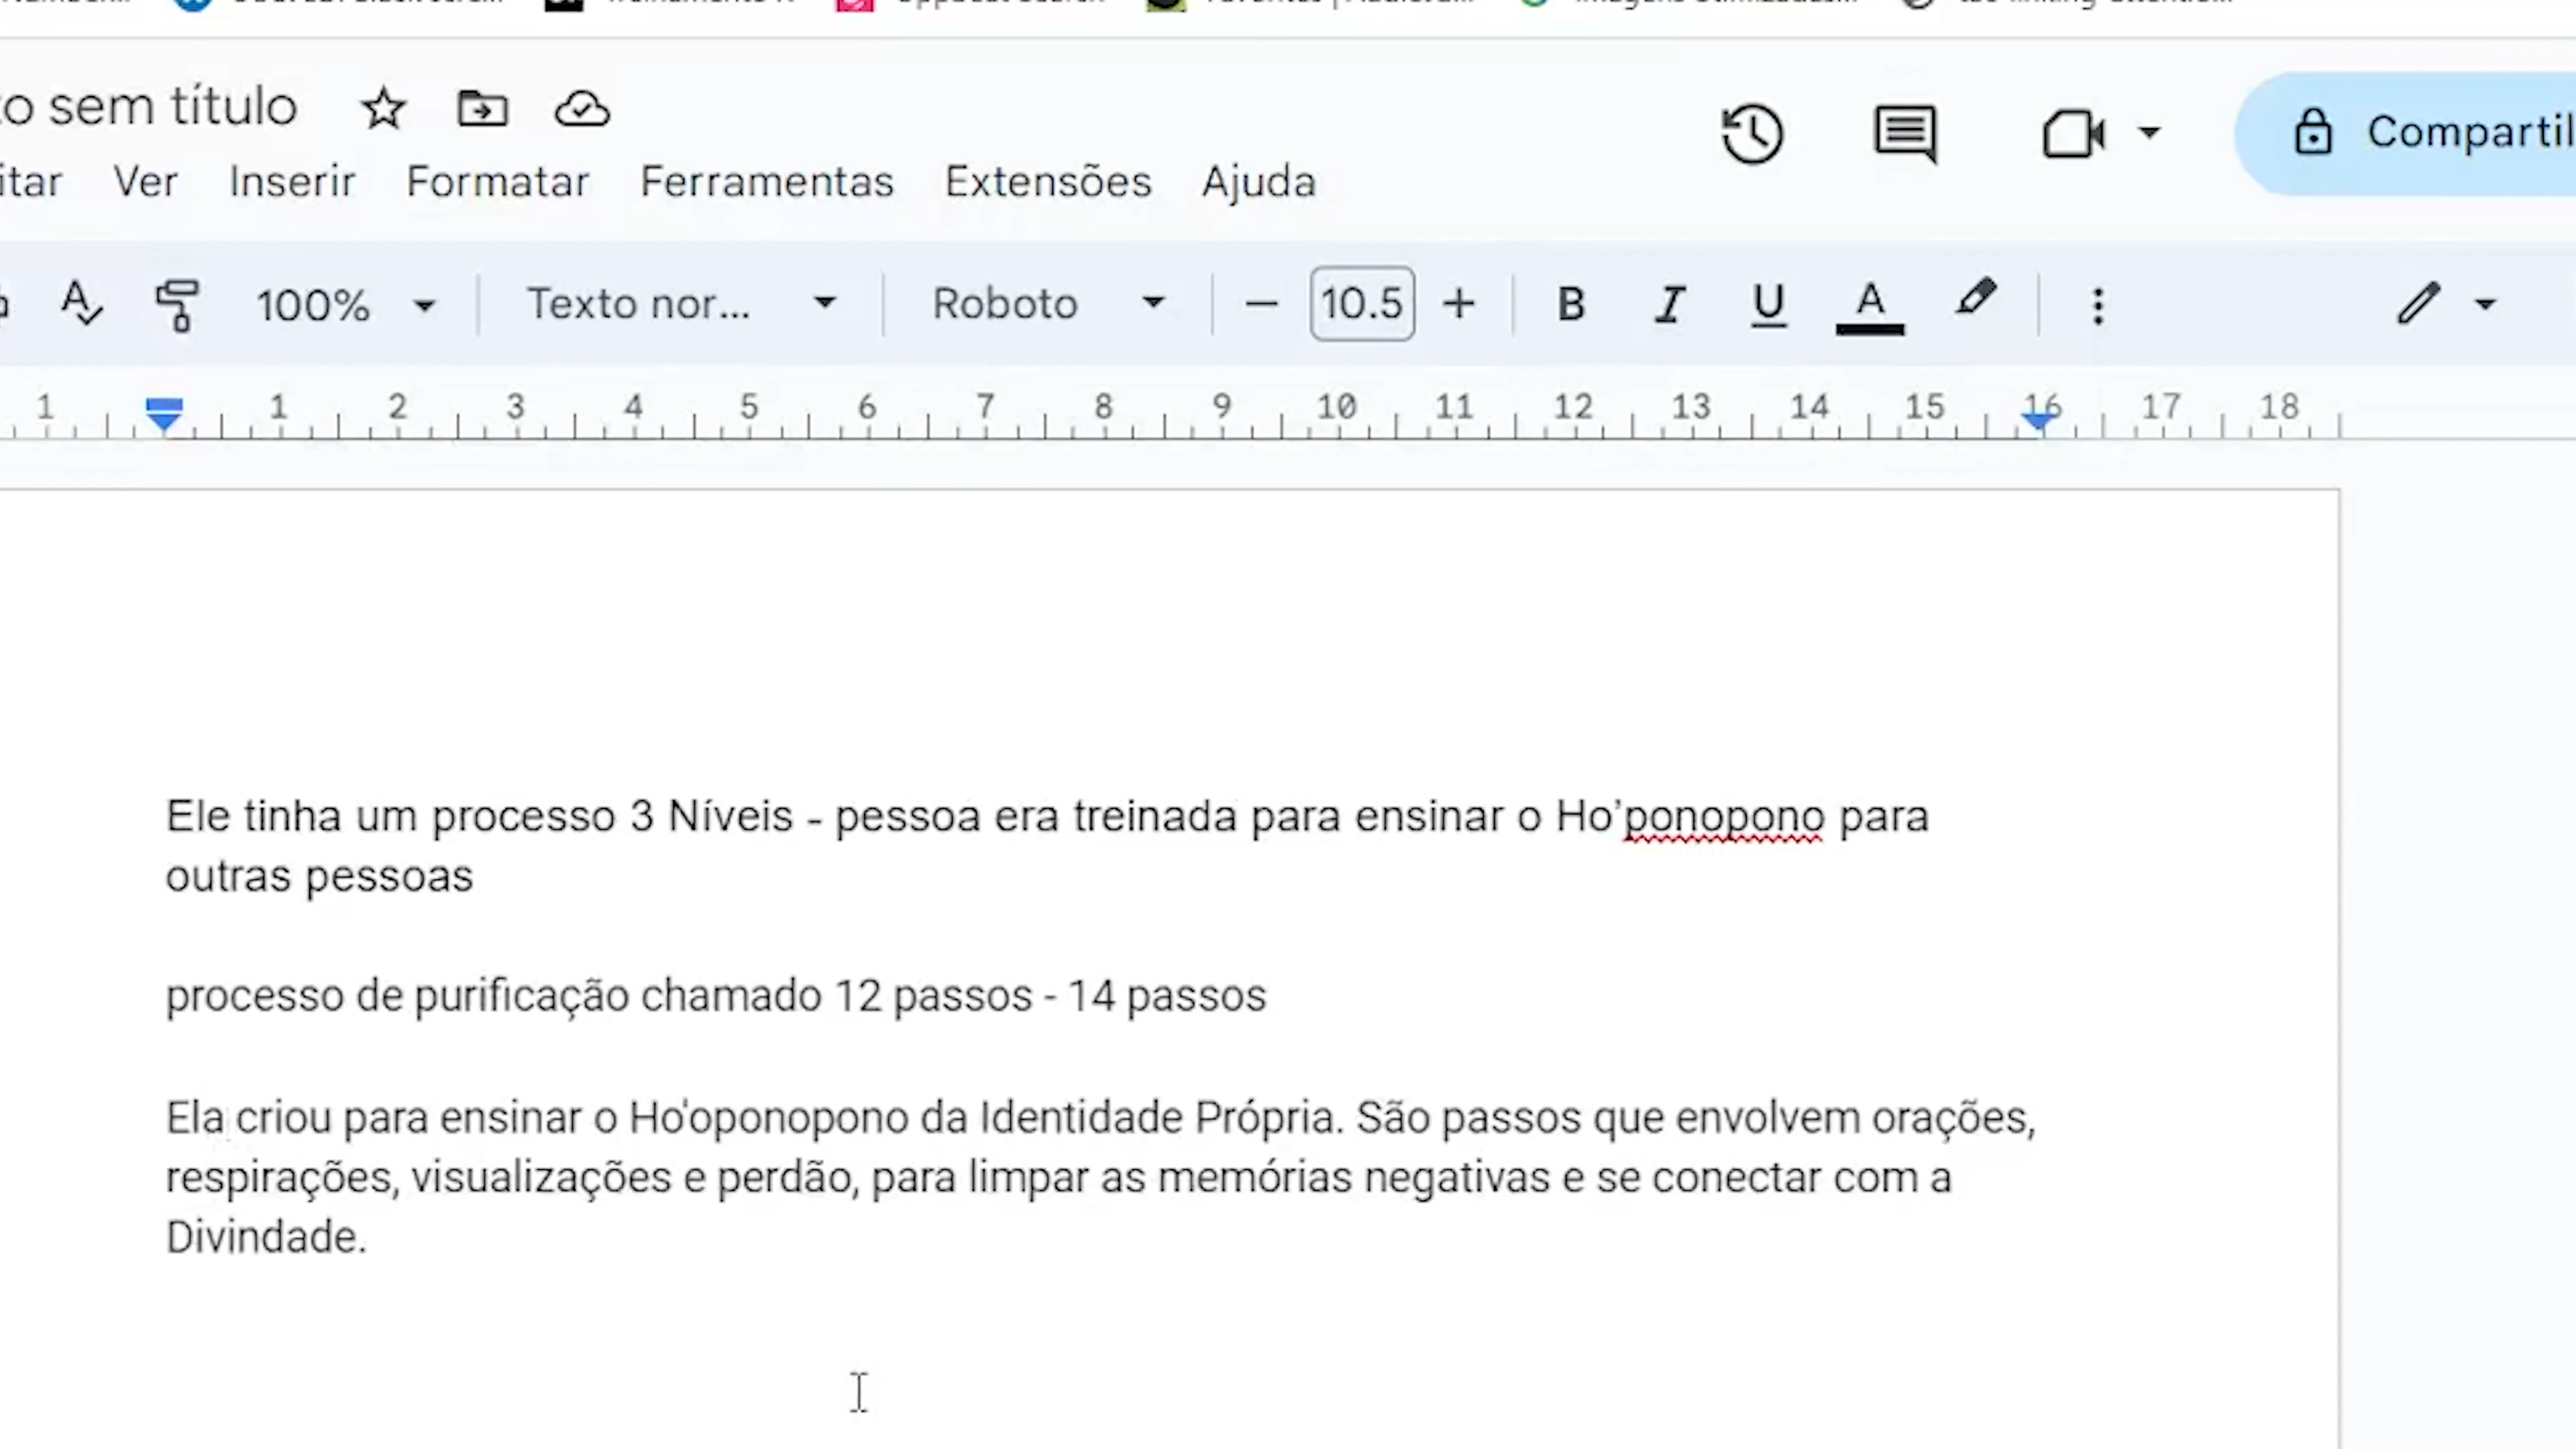 sem título
Ver Inserir Formatar Ferramentas Extensões Ajuda
100% Texto nor... Roboto − 10.5 + B I U A
1 1 2 3 4 5 6 7 8 9 10 11 12 13 14 15 16 17 18
Ele tinha um processo 3 Níveis - pessoa era treinada para ensinar o Ho’ponopono para
outras pessoas
processo de purificação chamado 12 passos - 14 passos
Ela criou para ensinar o Ho'oponopono da Identidade Própria. São passos que envolvem orações,
respirações, visualizações e perdão, para limpar as memórias negativas e se conectar com a
Divindade.